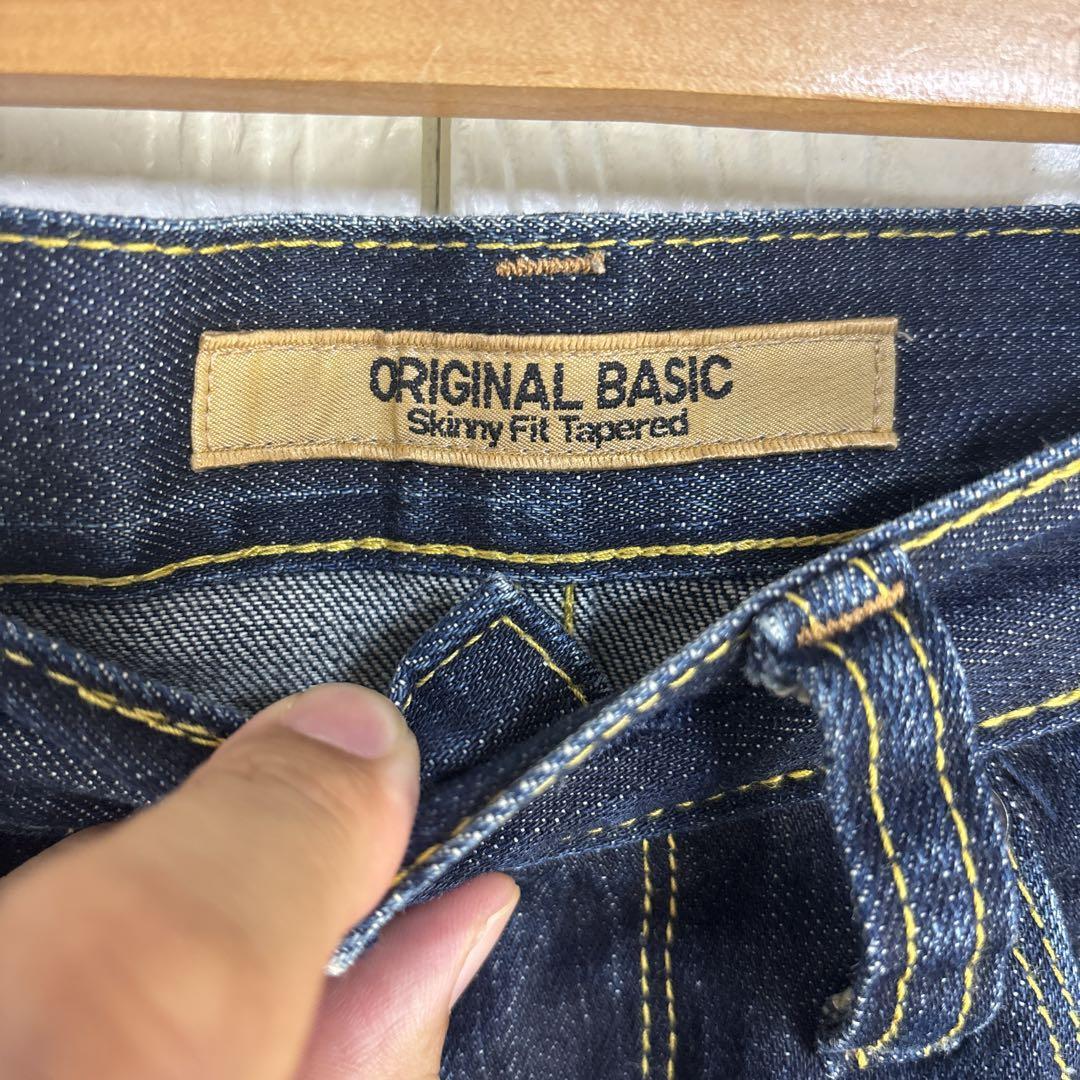 ORIGINAL BASIC
Skinny Fit Tapered